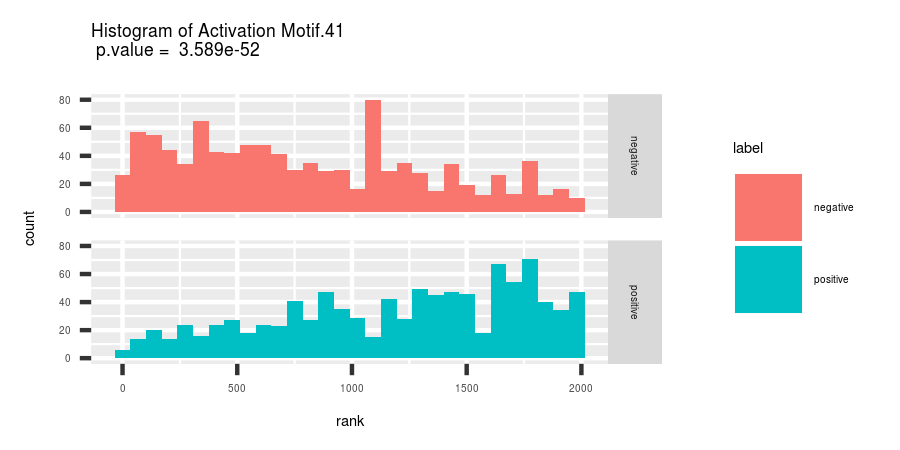 Histogram of Activation Motif.41
p.value = 3.589e-52
80
60
40
20
0
negative
count
80
60
40
20
0
positive
0 500 1000 1500 2000
rank
label
negative
positive